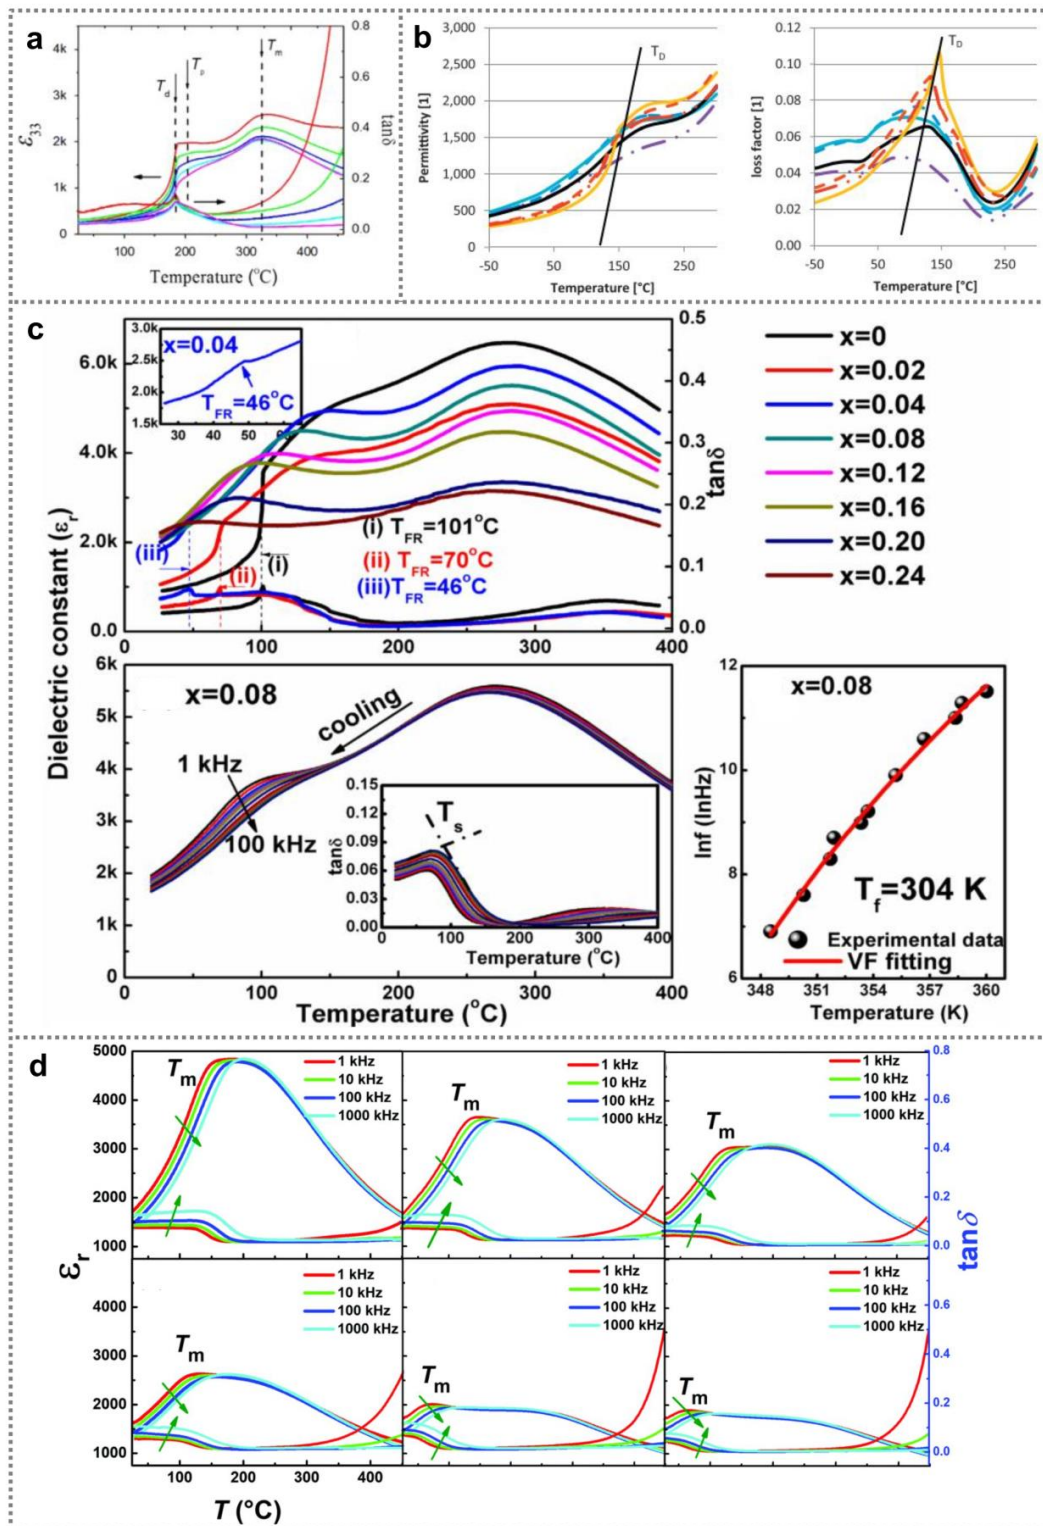 a
4k
3k
2k
1k
0
ε33
Td
Tp
Tm
0.8
0.6
0.4
0.2
0.0
tanδ
100 200 300 400
Temperature (°C)
b
3,000
2,500
2,000
1,500
1,000
500
0
Permittivity [1]
TD
-50 50 150 250
Temperature [°C]
0.12
0.10
0.08
0.06
0.04
0.02
0.00
loss factor [1]
TD
-50 50 150 250
Temperature [°C]
c
Dielectric constant (εr)
6.0k
4.0k
2.0k
0.0
3.0k
2.5k
2.0k
1.5k
x=0.04
TFR=46°C
30 40 50 6
0.5
0.4
0.3
0.2
0.1
0.0
tanδ
(i) TFR=101°C
(ii) TFR=70°C
(iii)TFR=46°C
(iii)
(ii)
(i)
0 100 200 300 400
x=0
x=0.02
x=0.04
x=0.08
x=0.12
x=0.16
x=0.20
x=0.24
6k
5k
4k
3k
2k
1k
0
x=0.08
cooling
1 kHz
100 kHz
0.15
0.12
0.09
0.06
0.03
0.00
tanδ
Ts
0 100 200 300 400
Temperature (°C)
0 100 200 300 400
Temperature (°C)
12
10
8
6
lnf (lnHz)
x=0.08
Tf=304 K
Experimental data
VF fitting
348 351 354 357 360
Temperature (K)
d
5000
4000
3000
2000
1000
Tm
1 kHz
10 kHz
100 kHz
1000 kHz
Tm
1 kHz
10 kHz
100 kHz
1000 kHz
Tm
1 kHz
10 kHz
100 kHz
1000 kHz
0.8
0.6
0.4
0.2
0.0
εr
tanδ
4000
3000
2000
1000
Tm
1 kHz
10 kHz
100 kHz
1000 kHz
Tm
1 kHz
10 kHz
100 kHz
1000 kHz
Tm
1 kHz
10 kHz
100 kHz
1000 kHz
0.6
0.4
0.2
0.0
100 200 300 400
T (°C)